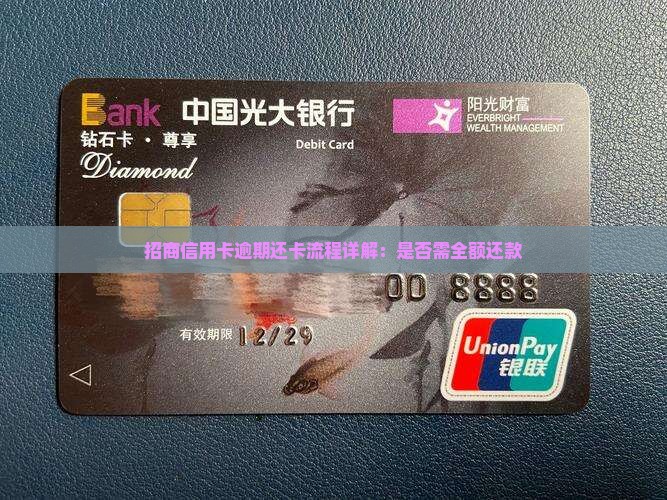 Bank 中国光大银行
阳光财富
EVERBRIGHT
WEALTH MANAGEMENT
钻石卡 · 尊享
Debit Card
Diamond
招商信用卡逾期还卡流程详解：是否需全额还款
00 8888
有效期限 12/29
UnionPay
银联